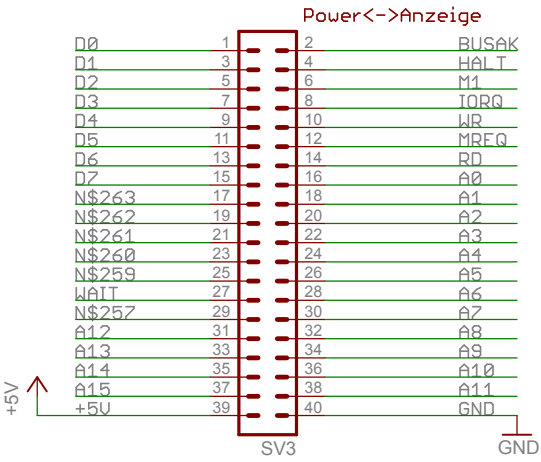 Power<->Anzeige
D0 1 2 BUSAK
D1 3 4 HALT
D2 5 6 M1
D3 7 8 IORQ
D4 9 10 WR
D5 11 12 MREQ
D6 13 14 RD
D7 15 16 A0
N$263 17 18 A1
N$262 19 20 A2
N$261 21 22 A3
N$260 23 24 A4
N$259 25 26 A5
WAIT 27 28 A6
N$257 29 30 A7
A12 31 32 A8
A13 33 34 A9
A14 35 36 A10
A15 37 38 A11
+5V +5V 39 40 GND
SV3 GND